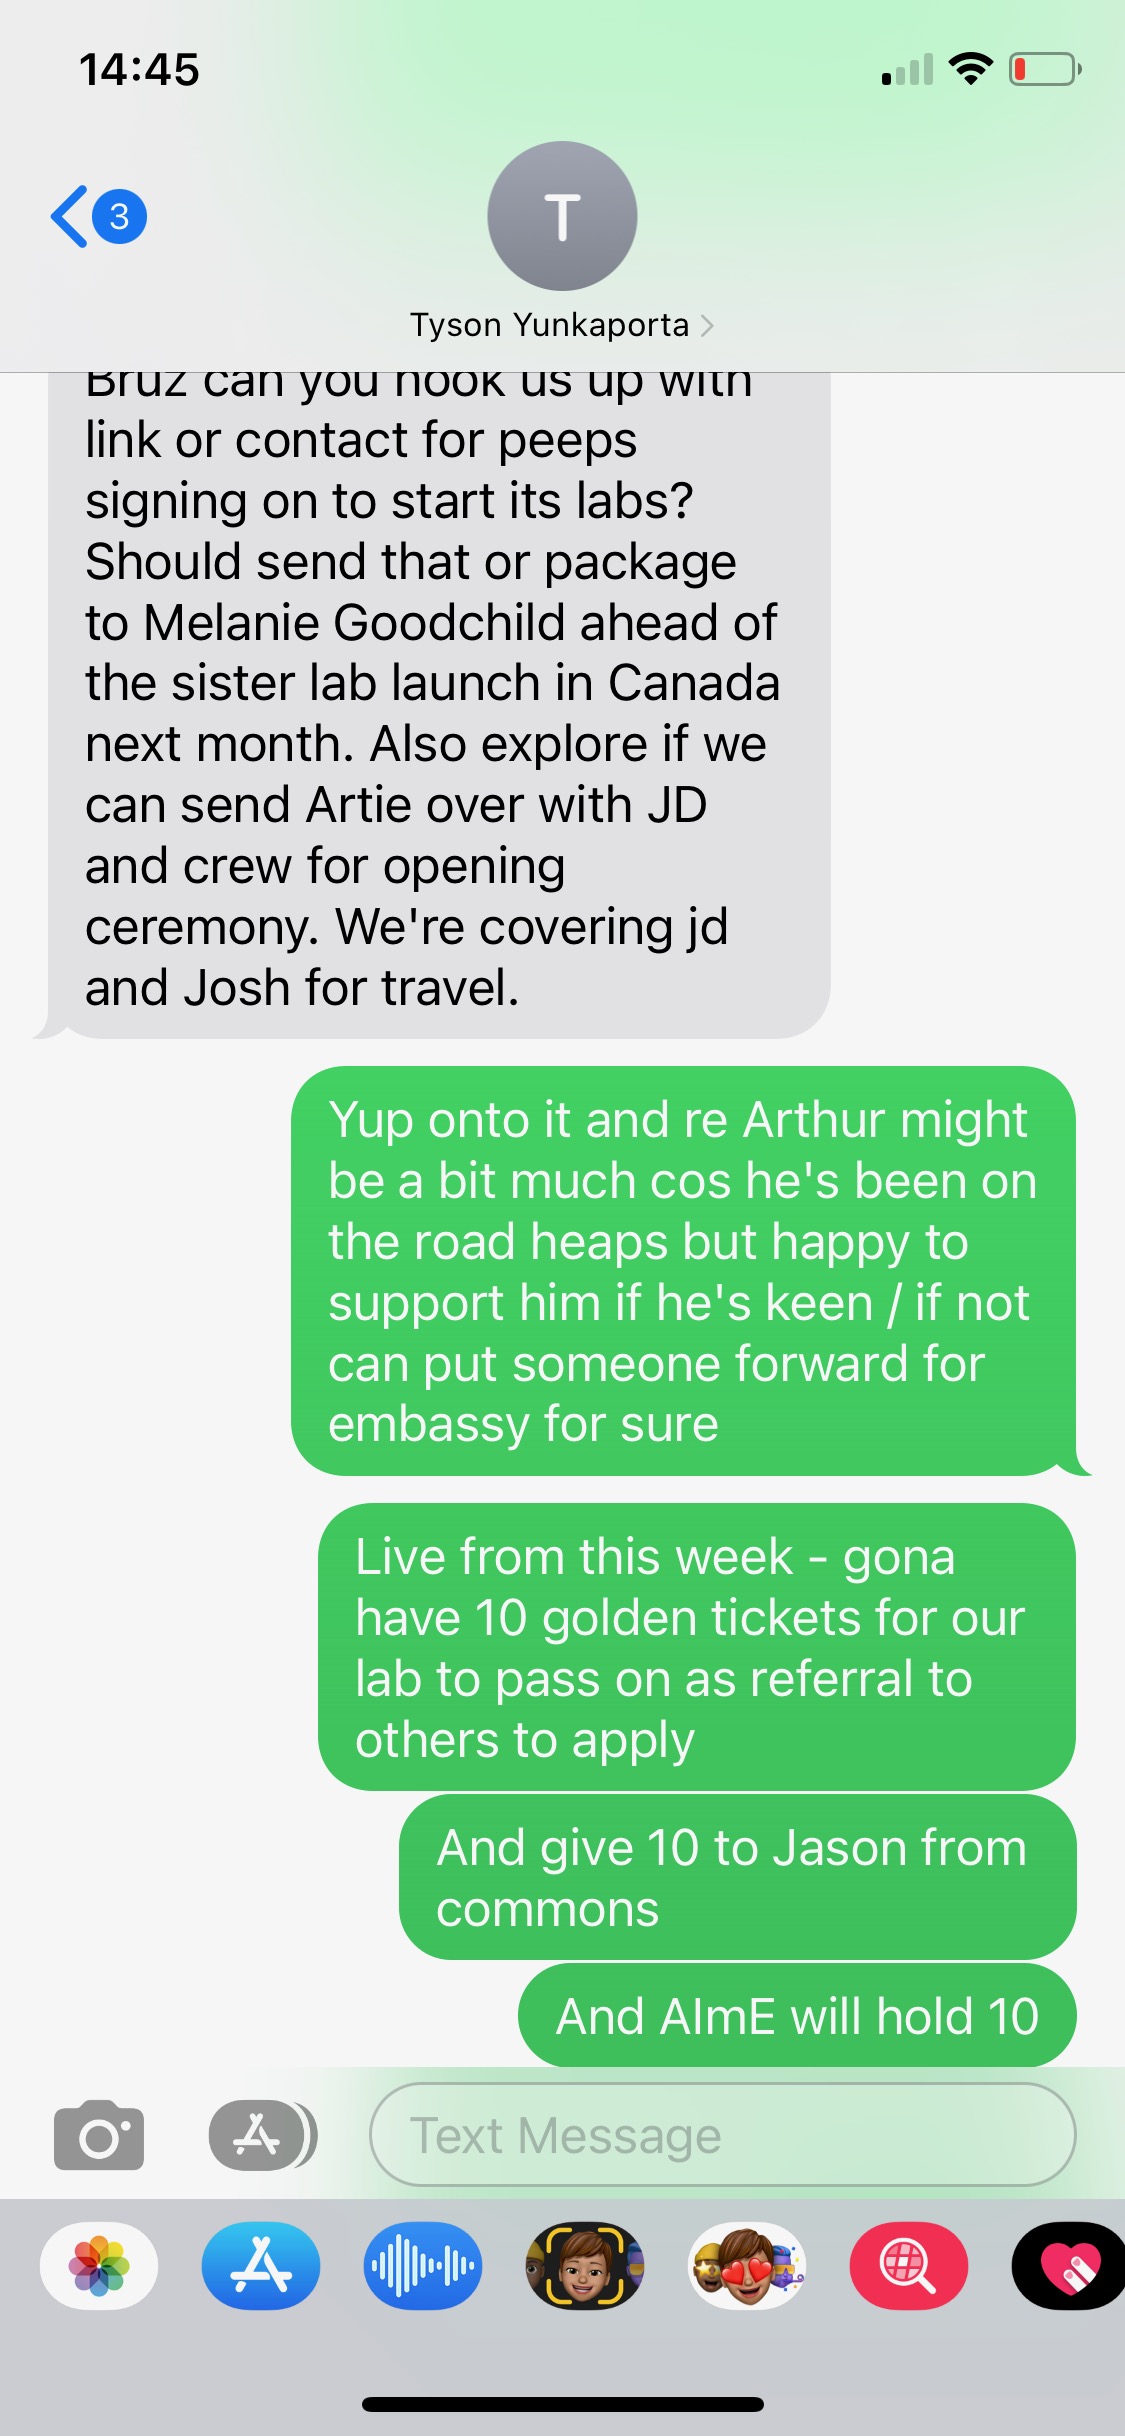 14:45
3
T
Tyson Yunkaporta
Bruz can you hook us up with
link or contact for peeps
signing on to start its labs?
Should send that or package
to Melanie Goodchild ahead of
the sister lab launch in Canada
next month. Also explore if we
can send Artie over with JD
and crew for opening
ceremony. We're covering jd
and Josh for travel.
Yup onto it and re Arthur might
be a bit much cos he's been on
the road heaps but happy to
support him if he's keen / if not
can put someone forward for
embassy for sure
Live from this week - gona
have 10 golden tickets for our
lab to pass on as referral to
others to apply
And give 10 to Jason from
commons
And AImE will hold 10
Text Message